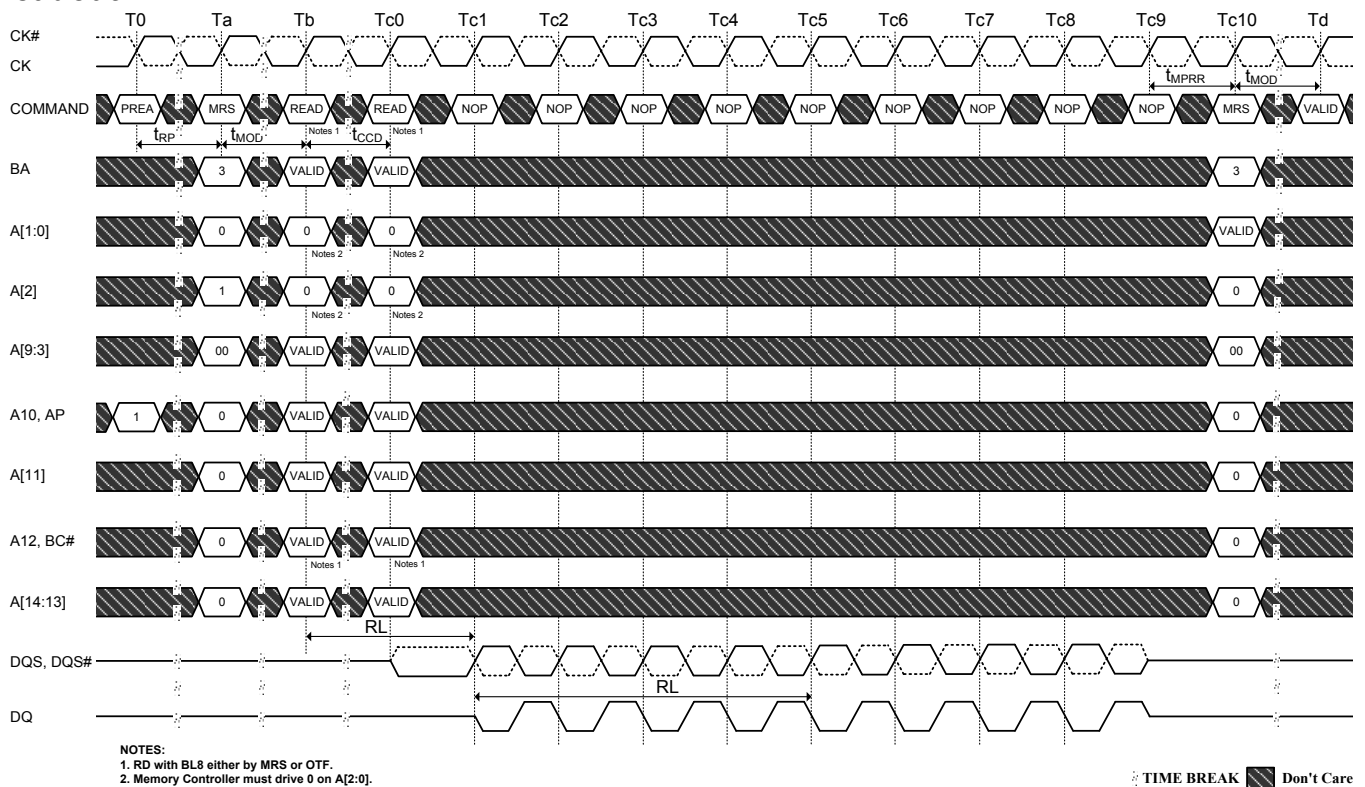 T0 Ta Tb Tc0 Tc1 Tc2 Tc3 Tc4 Tc5 Tc6 Tc7 Tc8 Tc9 Tc10 Td
CK#
CK
tMPRR tMOD
COMMAND PREA MRS READ READ NOP NOP NOP NOP NOP NOP NOP NOP NOP MRS VALID
Notes 1 Notes 1
tRP tMOD tCCD
BA 3 VALID VALID 3
A[1:0] 0 0 0 VALID
Notes 2 Notes 2
A[2] 1 0 0 0
Notes 2 Notes 2
A[9:3] 00 VALID VALID 00
A10, AP 1 0 VALID VALID 0
A[11] 0 VALID VALID 0
A12, BC# 0 VALID VALID 0
Notes 1 Notes 1
A[14:13] 0 VALID VALID 0
RL
DQS, DQS#
RL
DQ
NOTES:
1. RD with BL8 either by MRS or OTF.
2. Memory Controller must drive 0 on A[2:0].
TIME BREAK Don't Care